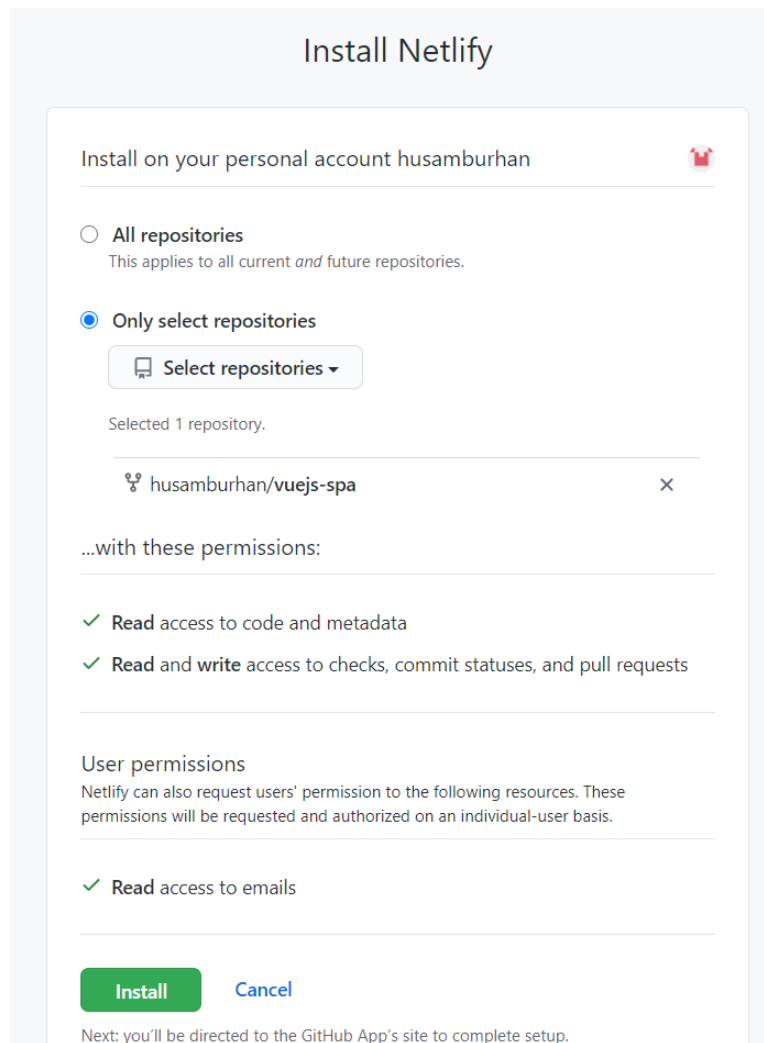 Install Netlify
Install on your personal account husamburhan
All repositories
This applies to all current and future repositories.
Only select repositories
Select repositories
Selected 1 repository.
husamburhan/vuejs-spa
...with these permissions:
Read access to code and metadata
Read and write access to checks, commit statuses, and pull requests
User permissions
Netlify can also request users' permission to the following resources. These
permissions will be requested and authorized on an individual-user basis.
Read access to emails
Install Cancel
Next: you'll be directed to the GitHub App's site to complete setup.